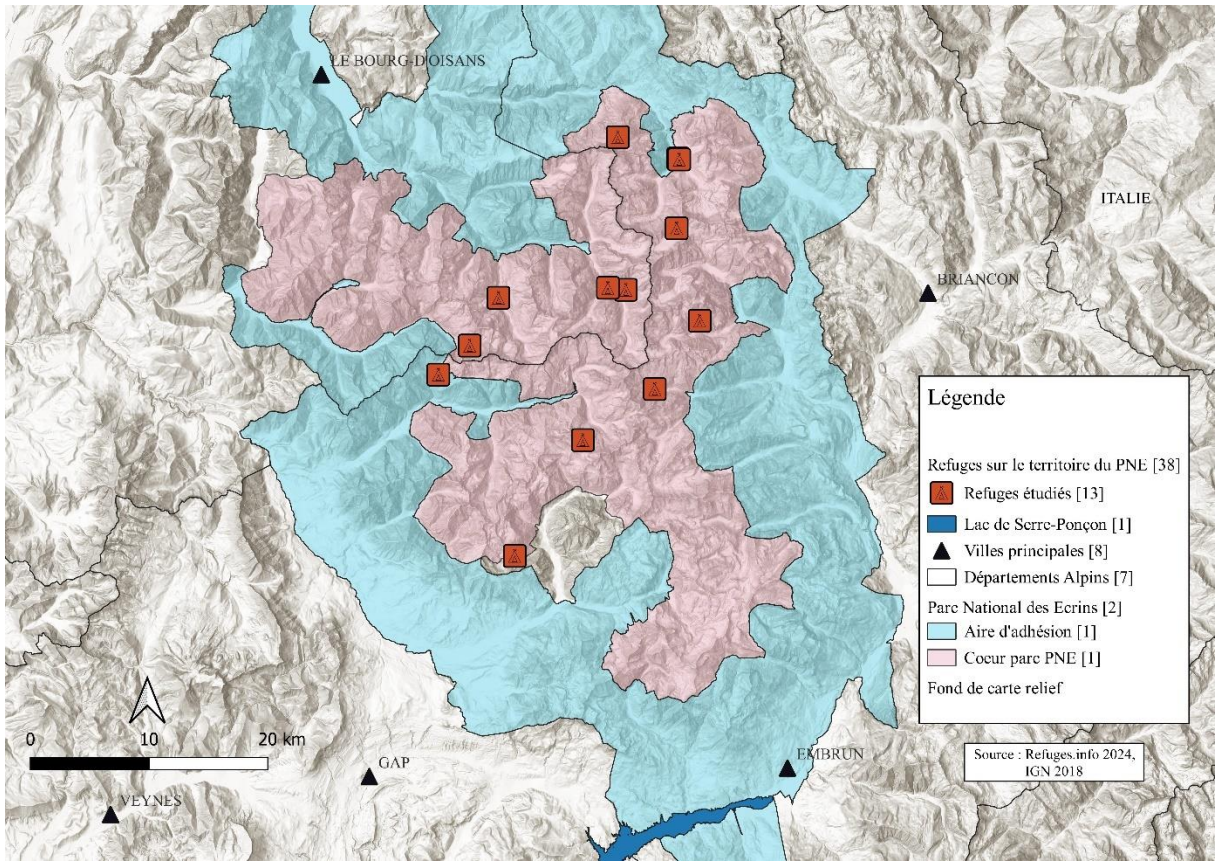 LE BOURG-D'OISANS
ITALIE
BRIANCON
Légende
Refuges sur le territoire du PNE [38]
Refuges étudiés [13]
Lac de Serre-Ponçon [1]
Villes principales [8]
Départements Alpins [7]
Parc National des Ecrins [2]
Aire d'adhésion [1]
Coeur parc PNE [1]
Fond de carte relief
0 10 20 km
GAP
EMBRUN
Source : Refuges.info 2024,
IGN 2018
VEYNES